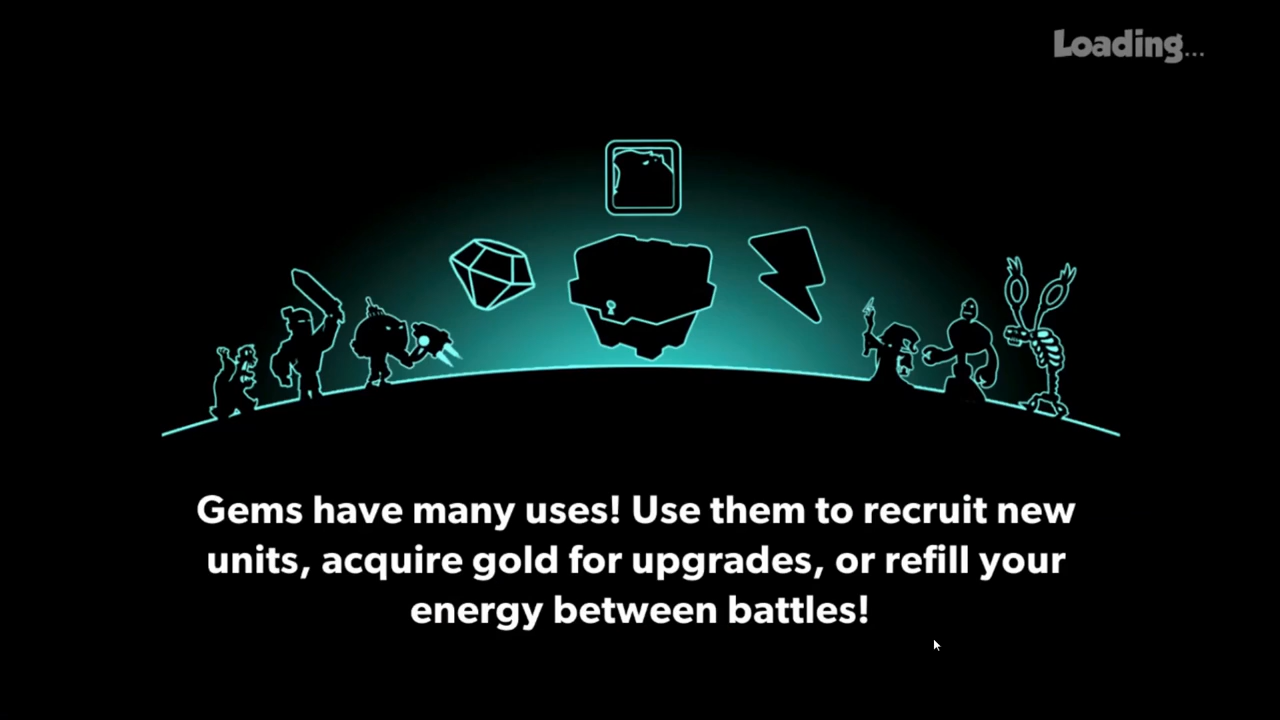 Loading...
Gems have many uses! Use them to recruit new
units, acquire gold for upgrades, or refill your
energy between battles!